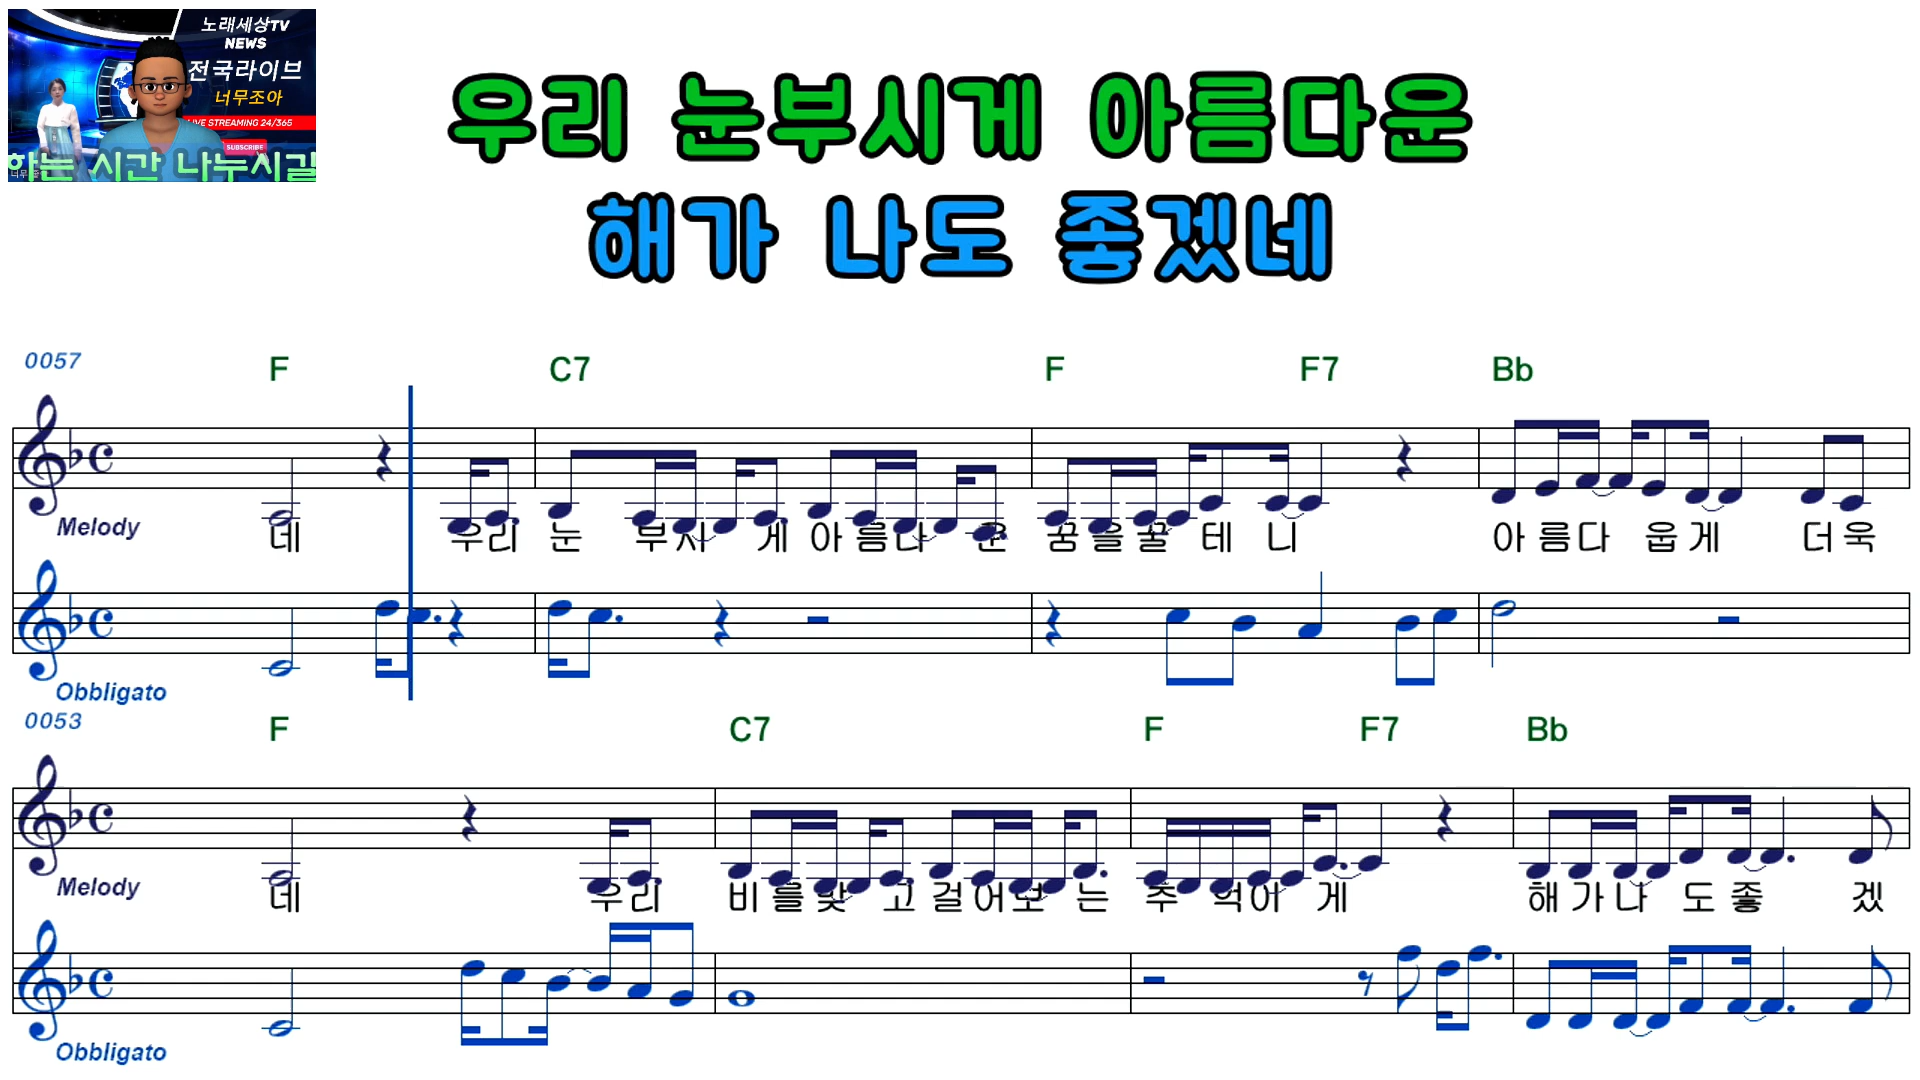 노래세상TV
NEWS
전국라이브
너무조아
LIVE STREAMING 24/365
SUBSCRIBE
하는 시간 나누시길
우리 눈부시게 아름다운
해가 나도 좋겠네
0057
F C7 F F7 Bb
Melody
네 우리 눈 부시 게 아 름다 운 꿈을꿀 테 니 아름다 웁게 더욱
Obbligato
0053
F C7 F F7 Bb
Melody
네 우리 비를맞 고 걸어보 는 추 억이 게 해가나 도 좋 겠
Obbligato